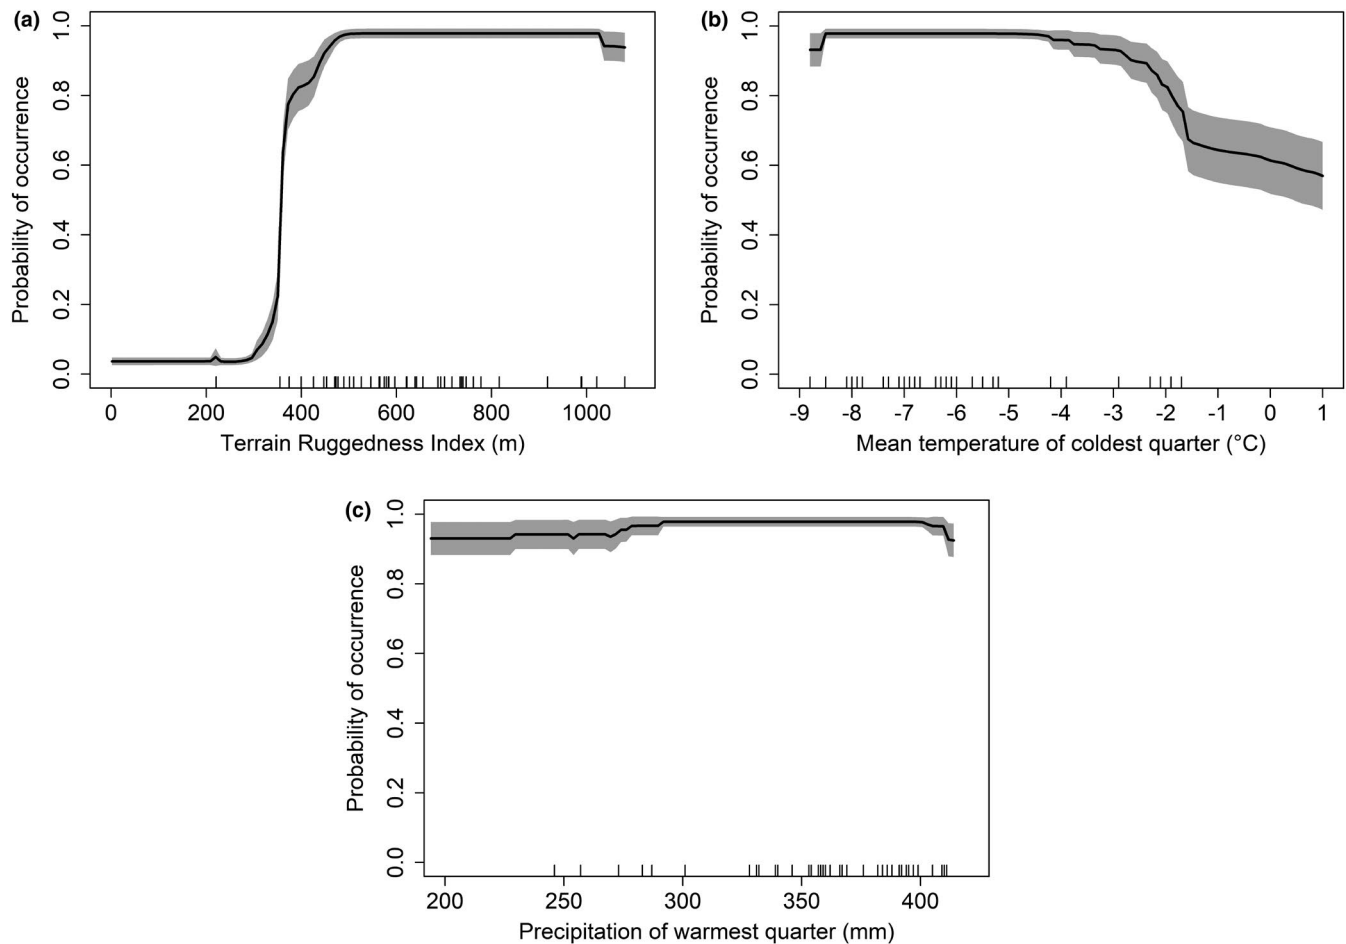 (a)
Probability of occurrence
0.0 0.2 0.4 0.6 0.8 1.0
0 200 400 600 800 1000
Terrain Ruggedness Index (m)
(b)
Probability of occurrence
0.0 0.2 0.4 0.6 0.8 1.0
-9 -8 -7 -6 -5 -4 -3 -2 -1 0 1
Mean temperature of coldest quarter (°C)
(c)
Probability of occurrence
0.0 0.2 0.4 0.6 0.8 1.0
200 250 300 350 400
Precipitation of warmest quarter (mm)